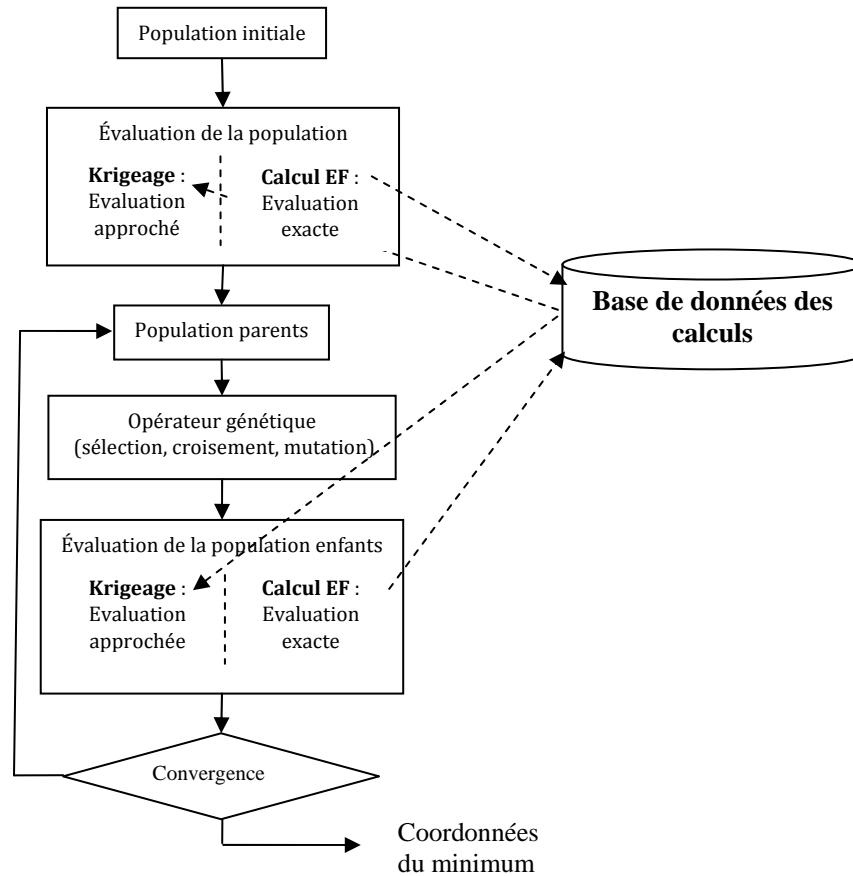 Population initiale
Évaluation de la population
Krigeage :
Evaluation
approché
Calcul EF :
Evaluation
exacte
Base de données des
calculs
Population parents
Opérateur génétique
(sélection, croisement, mutation)
Évaluation de la population enfants
Krigeage :
Evaluation
approchée
Calcul EF :
Evaluation
exacte
Convergence
Coordonnées
du minimum